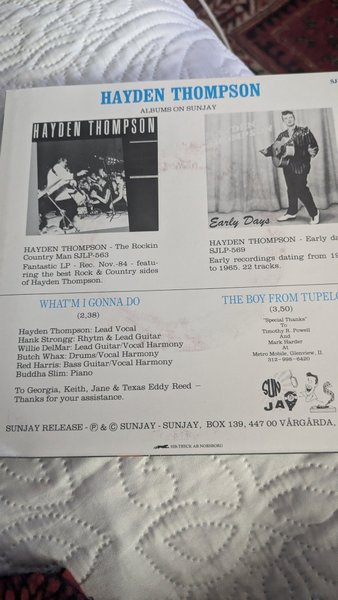 HAYDEN THOMPSON
SJ
ALBUMS ON SUNJAY
HAYDEN THOMPSON
Early Days
HAYDEN THOMPSON - The Rockin
Country Man SJLP-563
Fantastic LP - Rec. Nov.-84 - featu-
ring the best Rock & Country sides
of Hayden Thompson.
HAYDEN THOMPSON - Early da
SJLP-569
Early recordings dating from 19
to 1965. 22 tracks.
WHAT'M I GONNA DO
(2,38)
Hayden Thompson: Lead Vocal
Hank Strongg: Rhytm & Lead Guitar
Willie DelMar: Lead Guitar/Vocal Harmony
Butch Whax: Drums/Vocal Harmony
Red Harris: Bass Guitar/Vocal Harmony
Buddha Slim: Piano
To Georgia, Keith, Jane & Texas Eddy Reed –
Thanks for your assistance.
THE BOY FROM TUPELO
(3,50)
"Special Thanks"
To
Timothy R. Powell
And
Mark Harder
At
Metro Mobile, Glenview, Il.
312-998-6420
SUN
JAY
SUNJAY RELEASE - Ⓟ & © SUNJAY - SUNJAY, BOX 139, 447 00 VÅRGÅRDA,
IDB-TRYCK AB NOSSEBRO